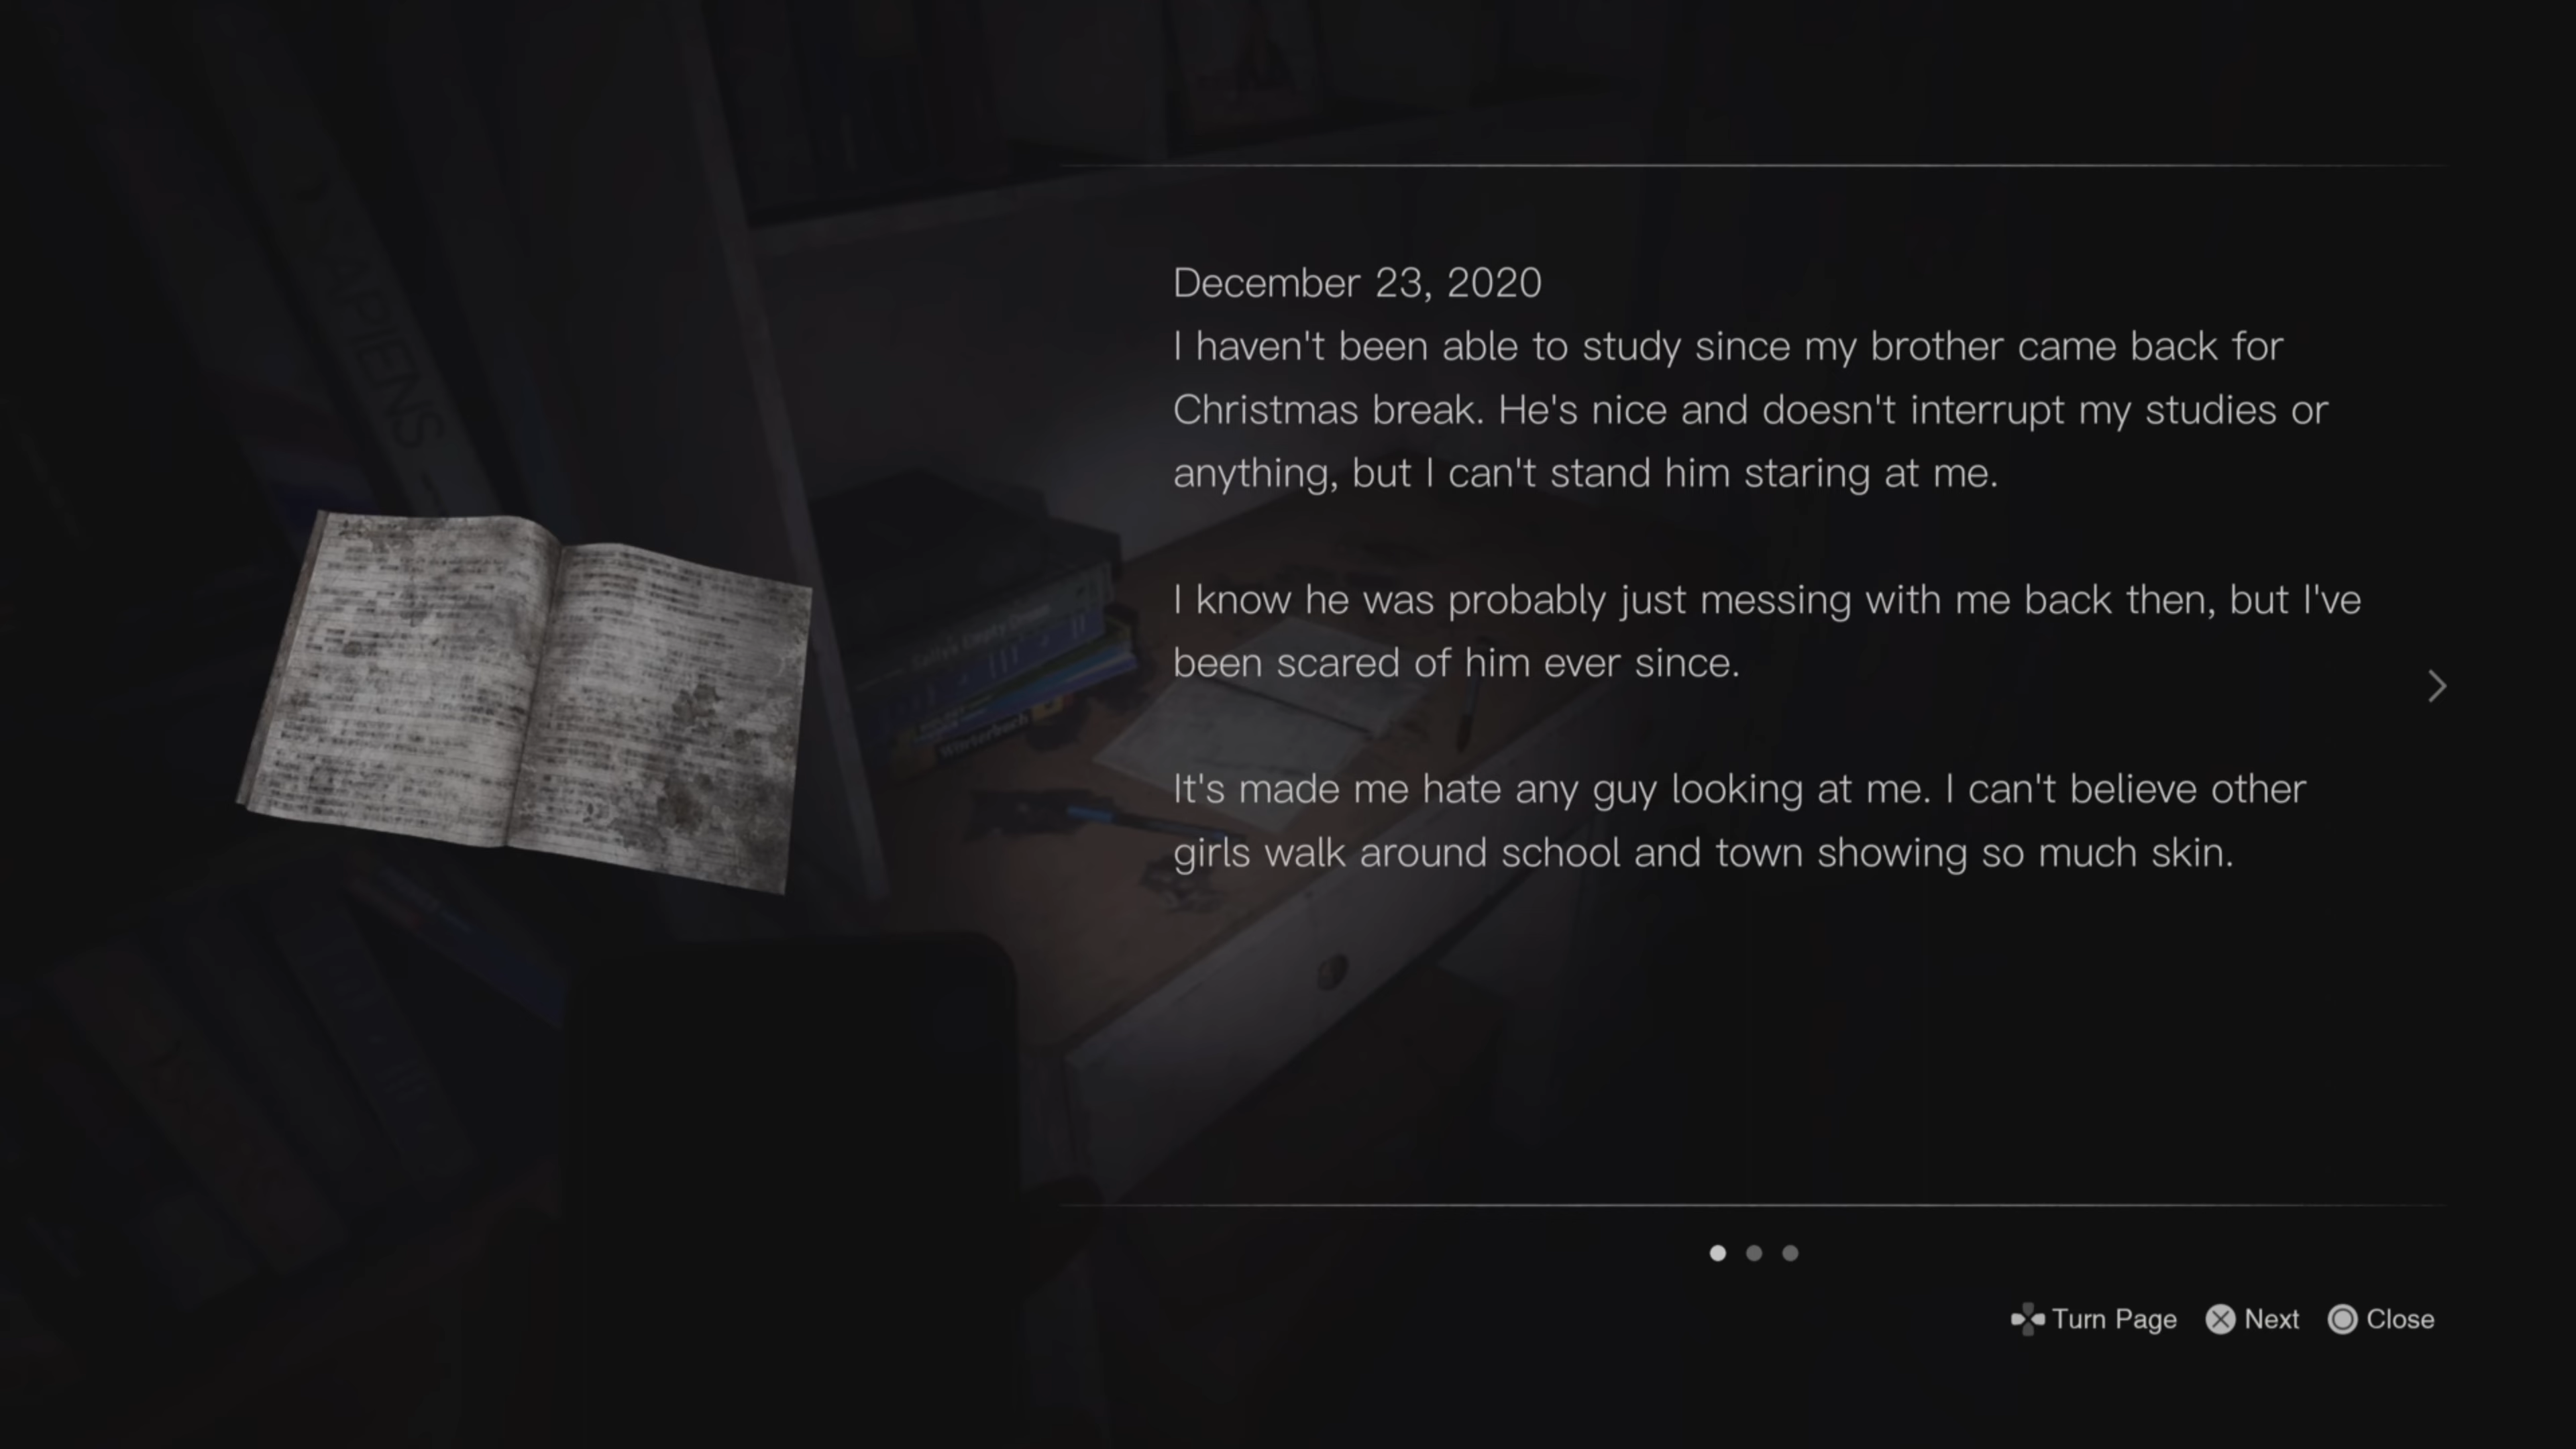 SAPIENS
December 23, 2020
I haven't been able to study since my brother came back for
Christmas break. He's nice and doesn't interrupt my studies or
anything, but I can't stand him staring at me.
I know he was probably just messing with me back then, but I've
been scared of him ever since.
It's made me hate any guy looking at me. I can't believe other
girls walk around school and town showing so much skin.
Turn Page Next Close